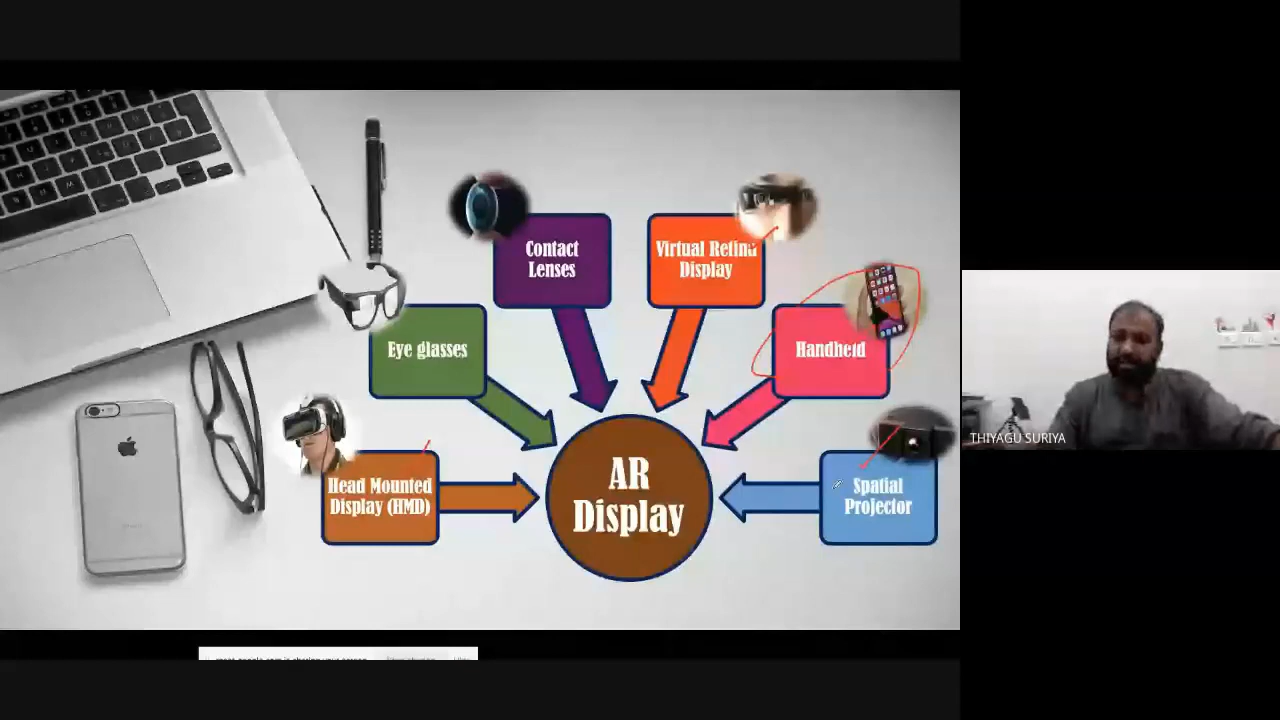 Contact
Lenses
Virtual Retina
Display
Eye glasses
Handheld
Head Mounted
Display (HMD)
AR
Display
Spatial
Projector
THIYAGU SURIYA